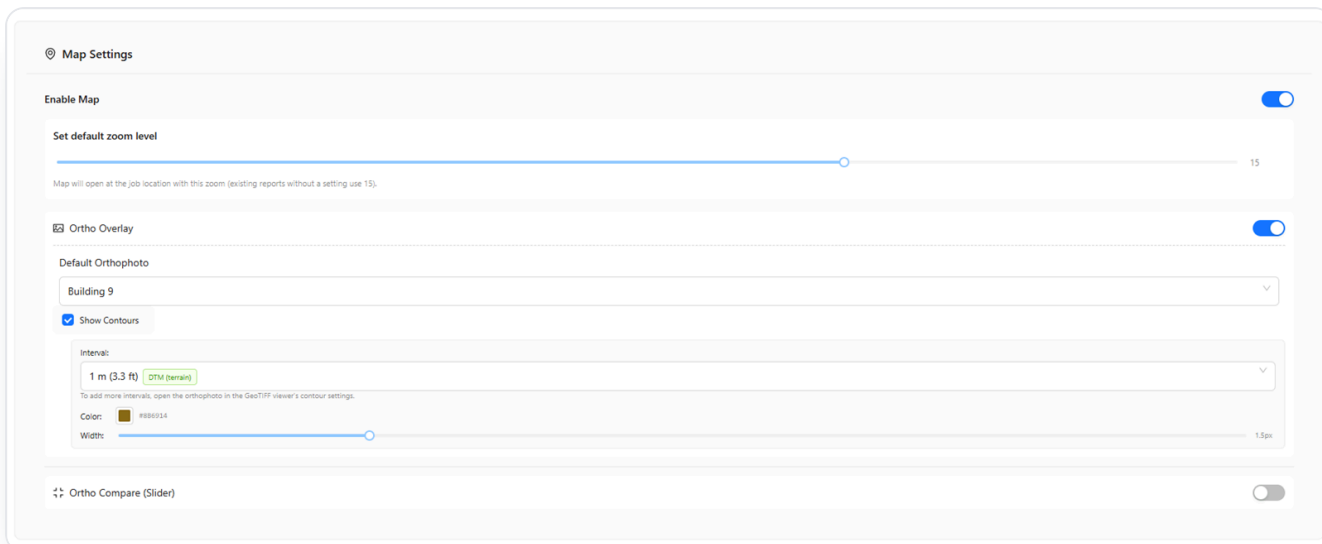 Map Settings
Enable Map
Set default zoom level
15
Map will open at the job location with this zoom (existing reports without a setting use 15).
Ortho Overlay
Default Orthophoto
Building 9
Show Contours
Interval:
1 m (3.3 ft) DTM (terrain)
To add more intervals, open the orthophoto in the GeoTIFF viewer's contour settings.
Color: #886914
Width: 1.5px
Ortho Compare (Slider)